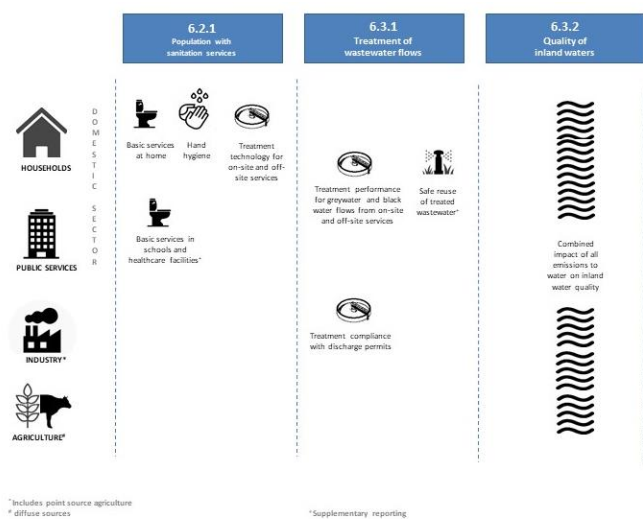 6.2.1
Population with
sanitation services
6.3.1
Treatment of
wastewater flows
6.3.2
Quality of
inland waters
HOUSEHOLDS
DOMESTIC SECTOR
Basic services
at home
Hand
hygiene
Treatment
technology for
on-site and off-
site services
Treatment performance
for greywater and black
water flows from on-site
and off-site services
Safe reuse
of treated
wastewater*
PUBLIC SERVICES
Basic services in
schools and
healthcare facilities*
Combined
impact of all
emissions to
water on inland
water quality
INDUSTRY*
Treatment compliance
with discharge permits
AGRICULTURE#
*Includes point source agriculture
# diffuse sources
*Supplementary reporting